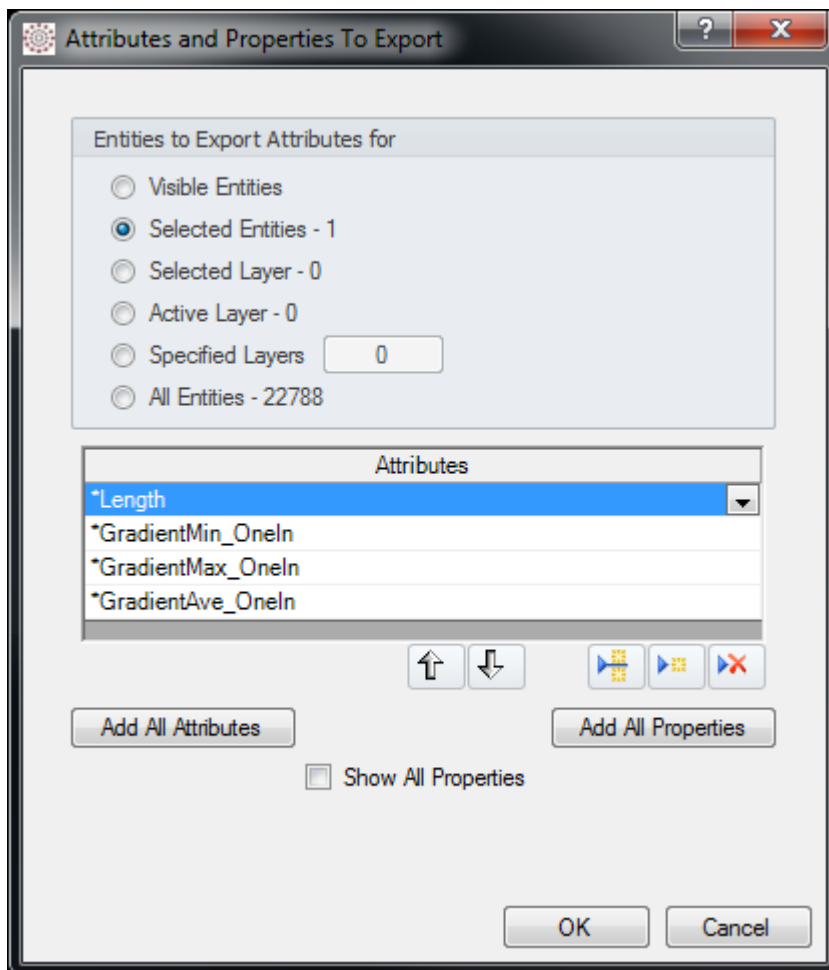 Attributes and Properties To Export
?
Entities to Export Attributes for
Visible Entities
Selected Entities - 1
Selected Layer - 0
Active Layer - 0
Specified Layers 0
All Entities - 22788
Attributes
*Length
*GradientMin_OneIn
*GradientMax_OneIn
*GradientAve_OneIn
Add All Attributes Add All Properties
Show All Properties
OK Cancel